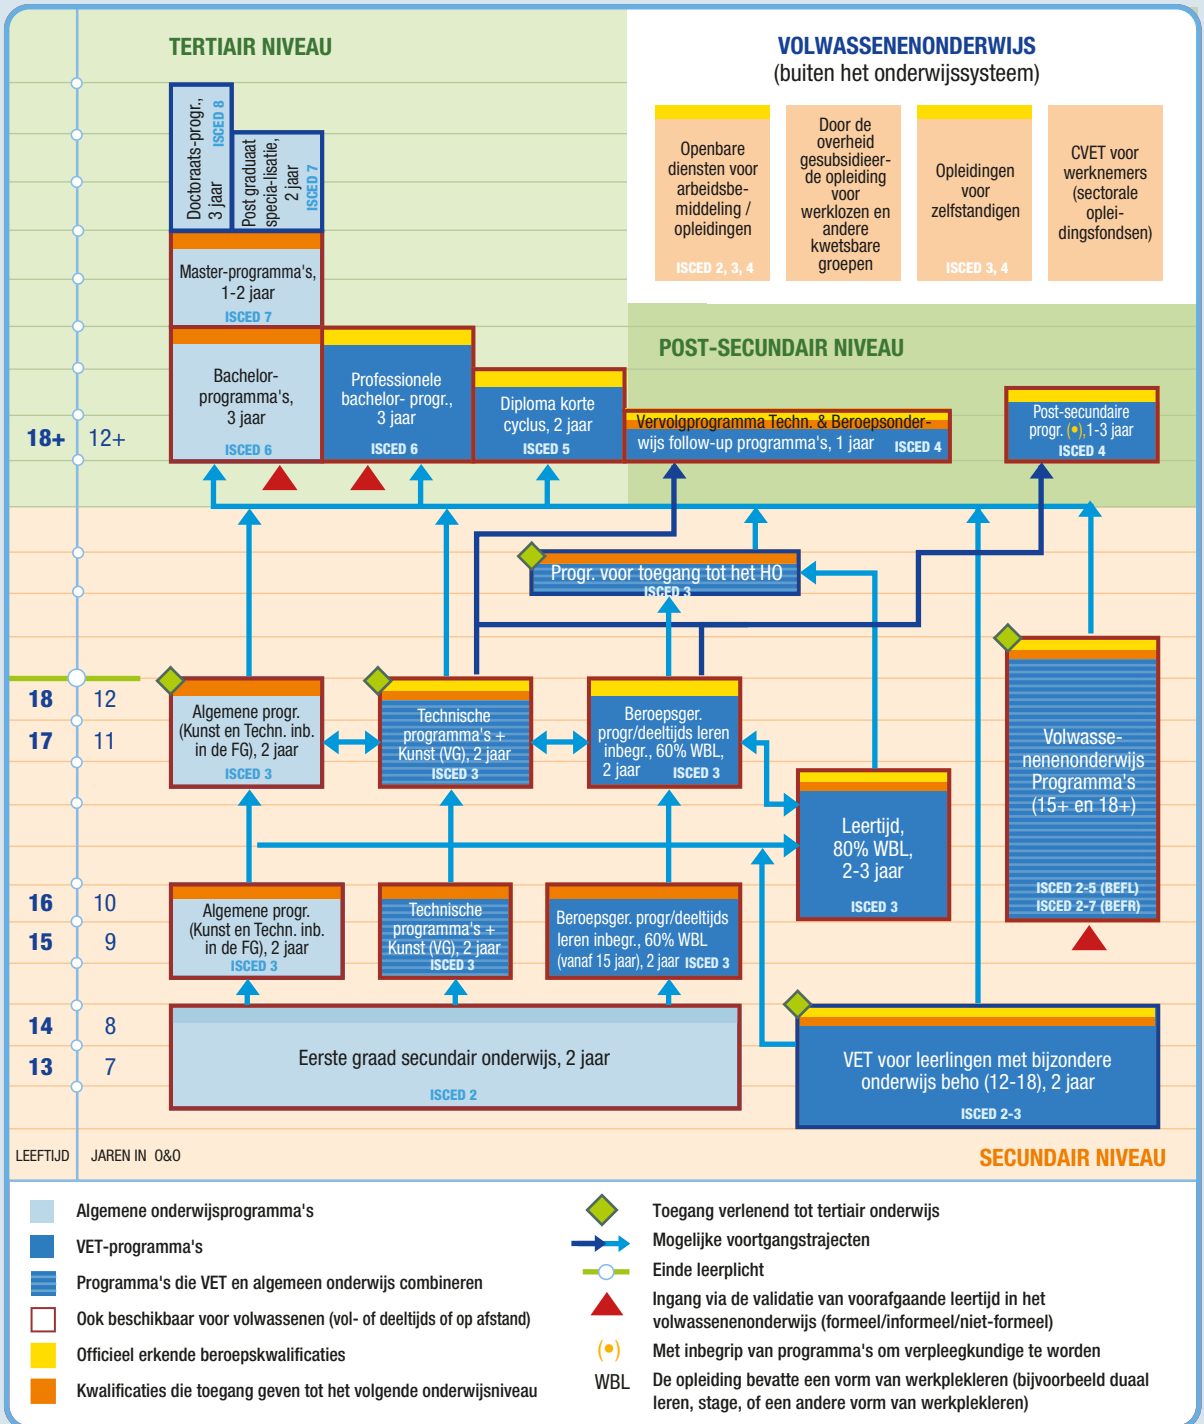 TERTIAIR NIVEAU
VOLWASSENENONDERWIJS
(buiten het onderwijssysteem)
Openbare
diensten voor
arbeidsbe-
middeling /
opleidingen
ISCED 2, 3, 4
Door de
overheid
gesubsidieer-
de opleiding
voor
werklozen en
andere
kwetsbare
groepen
Opleidingen
voor
zelfstandigen
ISCED 3, 4
CVET voor
werknemers
(sectorale
oplei-
dingsfondsen)
Doctoraats-progr.,
3 jaar
ISCED 8
Post graduaat
specia-lisatie,
2 jaar
ISCED 7
Master-programma's,
1-2 jaar
ISCED 7
POST-SECUNDAIR NIVEAU
Bachelor-
programma's,
3 jaar
ISCED 6
Professionele
bachelor- progr.,
3 jaar
ISCED 6
Diploma korte
cyclus, 2 jaar
ISCED 5
Vervolgprogramma Techn. & Beroepsonder-
wijs follow-up programma's, 1 jaar ISCED 4
Post-secundaire
progr. (•),1-3 jaar
ISCED 4
18+ 12+
Progr. voor toegang tot het HO
ISCED 3
18 12
17 11
Algemene progr.
(Kunst en Techn. inb.
in de FG), 2 jaar
ISCED 3
Technische
programma's +
Kunst (VG), 2 jaar
ISCED 3
Beroepsger.
progr/deeltijds leren
inbegr., 60% WBL,
2 jaar ISCED 3
Leertijd,
80% WBL,
2-3 jaar
ISCED 3
Volwasse-
nenonderwijs
Programma's
(15+ en 18+)
ISCED 2-5 (BEFL)
ISCED 2-7 (BEFR)
16 10
15 9
Algemene progr.
(Kunst en Techn. inb.
in de FG), 2 jaar
ISCED 3
Technische
programma's +
Kunst (VG), 2 jaar
ISCED 3
Beroepsger. progr/deeltijds
leren inbegr., 60% WBL
(vanaf 15 jaar), 2 jaar ISCED 3
14 8
13 7
Eerste graad secundair onderwijs, 2 jaar
ISCED 2
VET voor leerlingen met bijzondere
onderwijs beho (12-18), 2 jaar
ISCED 2-3
LEEFTIJD JAREN IN O&O
SECUNDAIR NIVEAU
Algemene onderwijsprogramma's
VET-programma's
Programma's die VET en algemeen onderwijs combineren
Ook beschikbaar voor volwassenen (vol- of deeltijds of op afstand)
Officieel erkende beroepskwalificaties
Kwalificaties die toegang geven tot het volgende onderwijsniveau
Toegang verlenend tot tertiair onderwijs
Mogelijke voortgangstrajecten
Einde leerplicht
Ingang via de validatie van voorafgaande leertijd in het
volwassenenonderwijs (formeel/informeel/niet-formeel)
(•) Met inbegrip van programma's om verpleegkundige te worden
WBL De opleiding bevatte een vorm van werkplekleren (bijvoorbeeld duaal
leren, stage, of een andere vorm van werkplekleren)